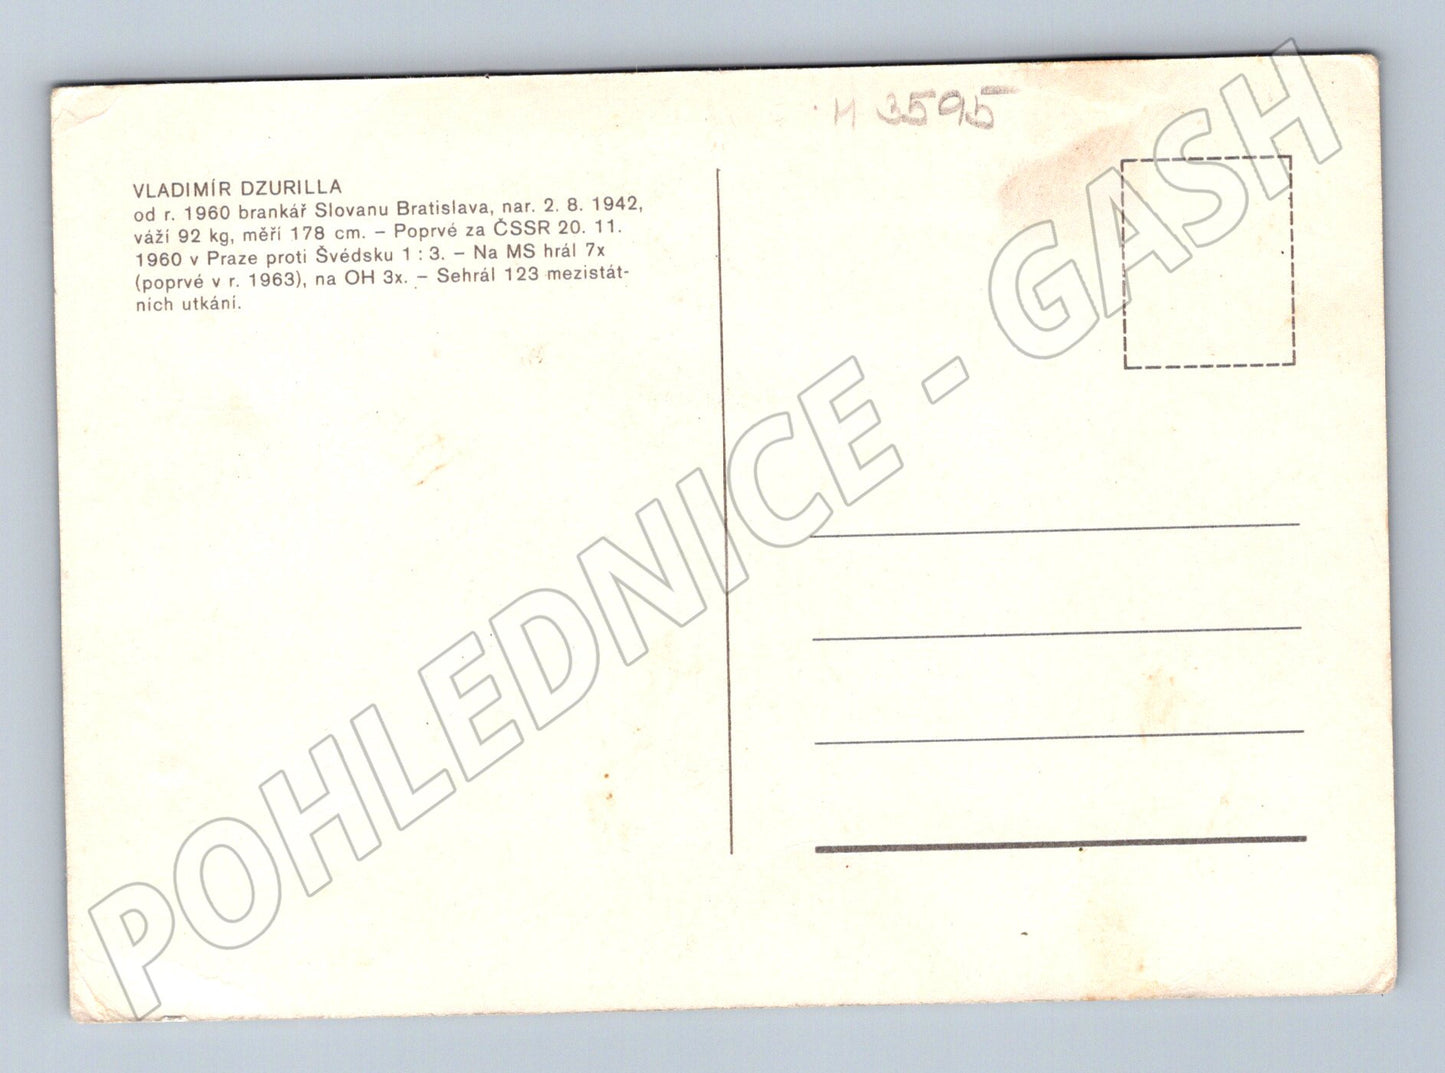 H 3595
VLADIMÍR DZURILLA
od r. 1960 brankář Slovanu Bratislava, nar. 2. 8. 1942,
váží 92 kg, měří 178 cm. – Poprvé za ČSSR 20. 11.
1960 v Praze proti Švédsku 1 : 3. – Na MS hrál 7x
(poprvé v r. 1963), na OH 3x. – Sehrál 123 mezistát-
ních utkání.
POHLEDNICE - GASH